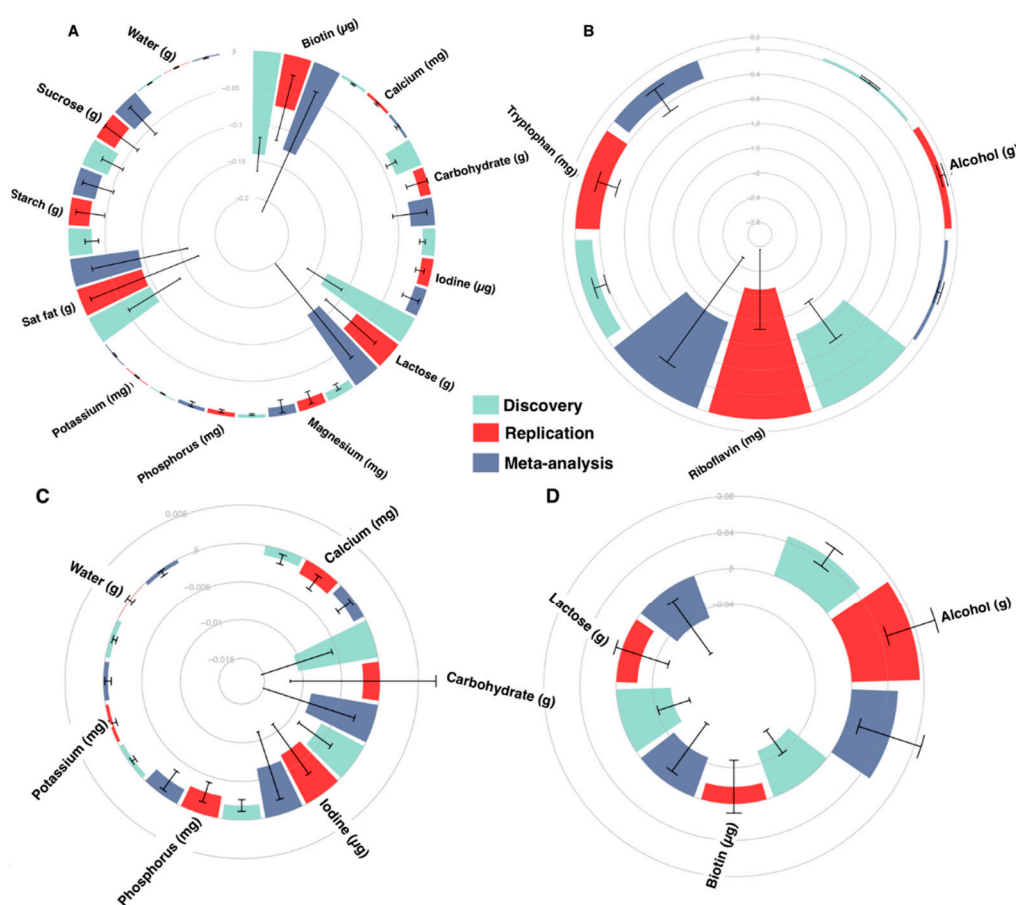 A
Water (g)
Biotin (µg)
Calcium (mg)
Sucrose (g)
Carbohydrate (g)
Starch (g)
Iodine (µg)
Sat fat (g)
Lactose (g)
Potassium (mg)
Magnesium (mg)
Phosphorus (mg)
β
−0.05
−0.1
−0.15
−0.2
B
Tryptophan (mg)
Alcohol (g)
Riboflavin (mg)
0.2
β
0.4
−0.8
−1.2
−1.6
−2
−2.4
−2.8
Discovery
Replication
Meta-analysis
C
Calcium (mg)
Water (g)
Carbohydrate (g)
Potassium (mg)
Iodine (µg)
Phosphorus (mg)
0.005
β
−0.005
−0.01
−0.015
D
Alcohol (g)
Lactose (g)
Biotin (µg)
0.08
0.04
β
−0.04